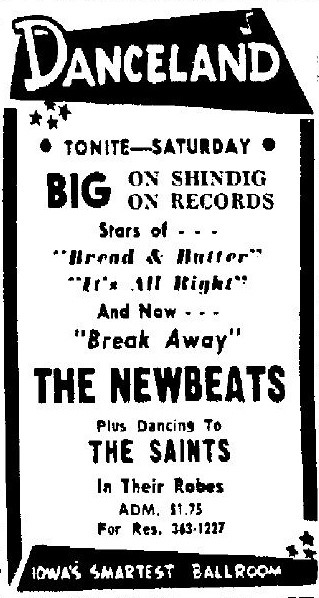 DANCELAND
• TONITE—SATURDAY •
BIG ON SHINDIG
ON RECORDS
Stars of - - -
"Bread & Butter"
"It's All Right"
And Now - - -
"Break Away"
THE NEWBEATS
Plus Dancing To
THE SAINTS
In Their Robes
ADM. $1.75
For Res. 363-1227
IOWA'S SMARTEST BALLROOM